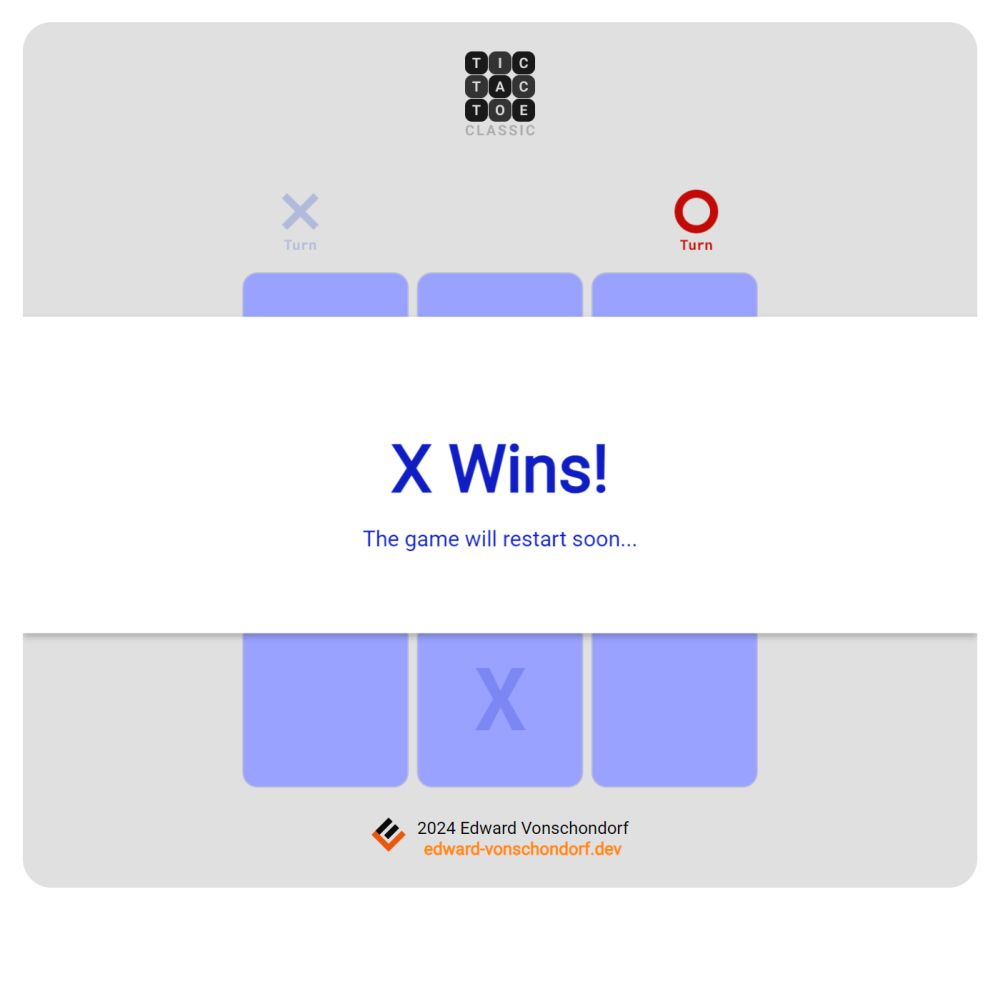 TIC
TAC
TOE
CLASSIC
Turn
Turn
X Wins!
The game will restart soon...
X
2024 Edward Vonschondorf
edward-vonschondorf.dev